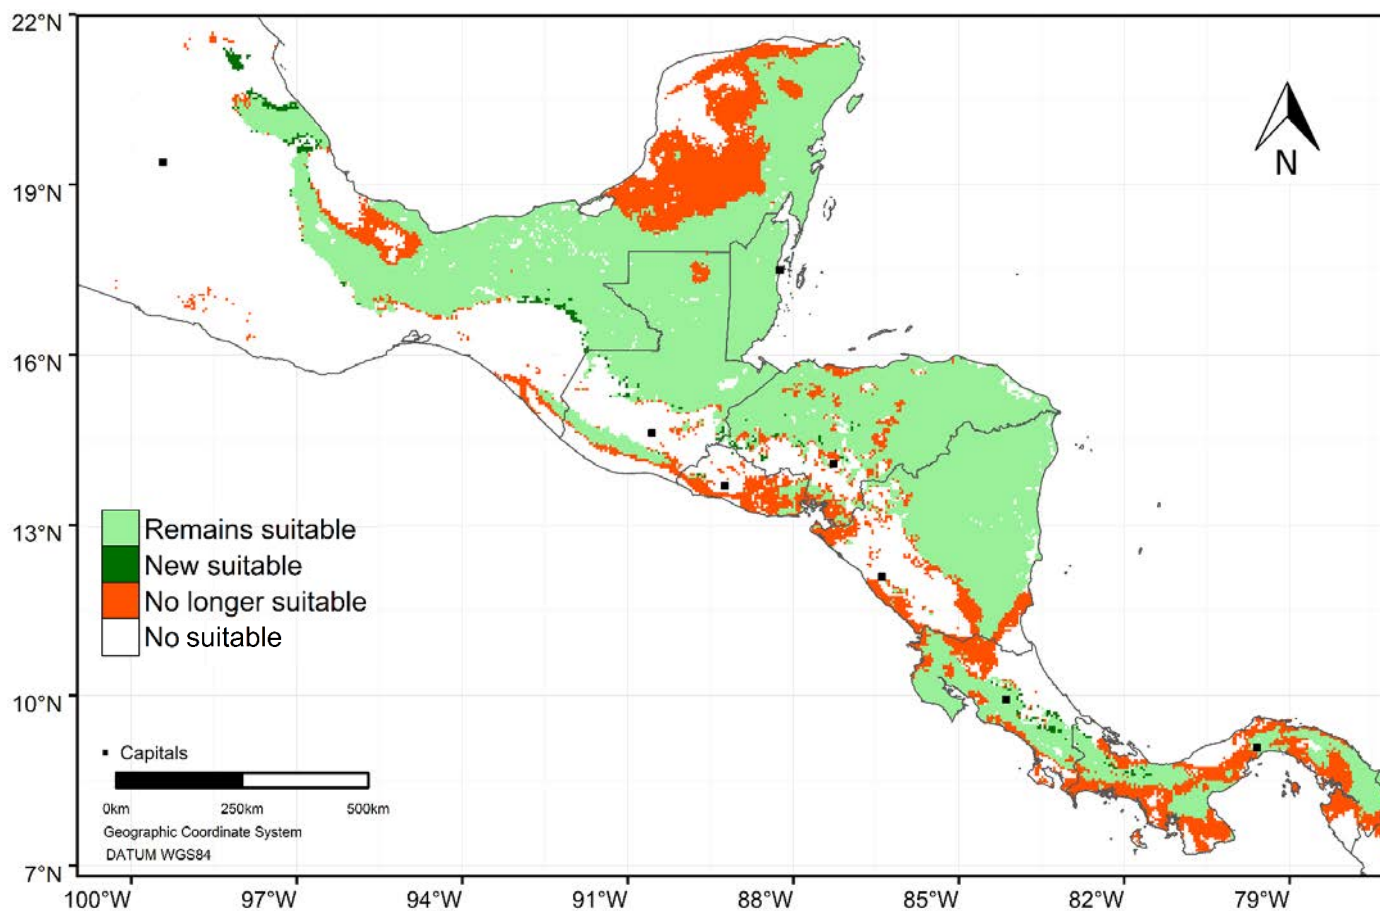 22°N
19°N
16°N
13°N
10°N
7°N
N
Remains suitable
New suitable
No longer suitable
No suitable
Capitals
0km 250km 500km
Geographic Coordinate System
DATUM WGS84
100°W 97°W 94°W 91°W 88°W 85°W 82°W 79°W